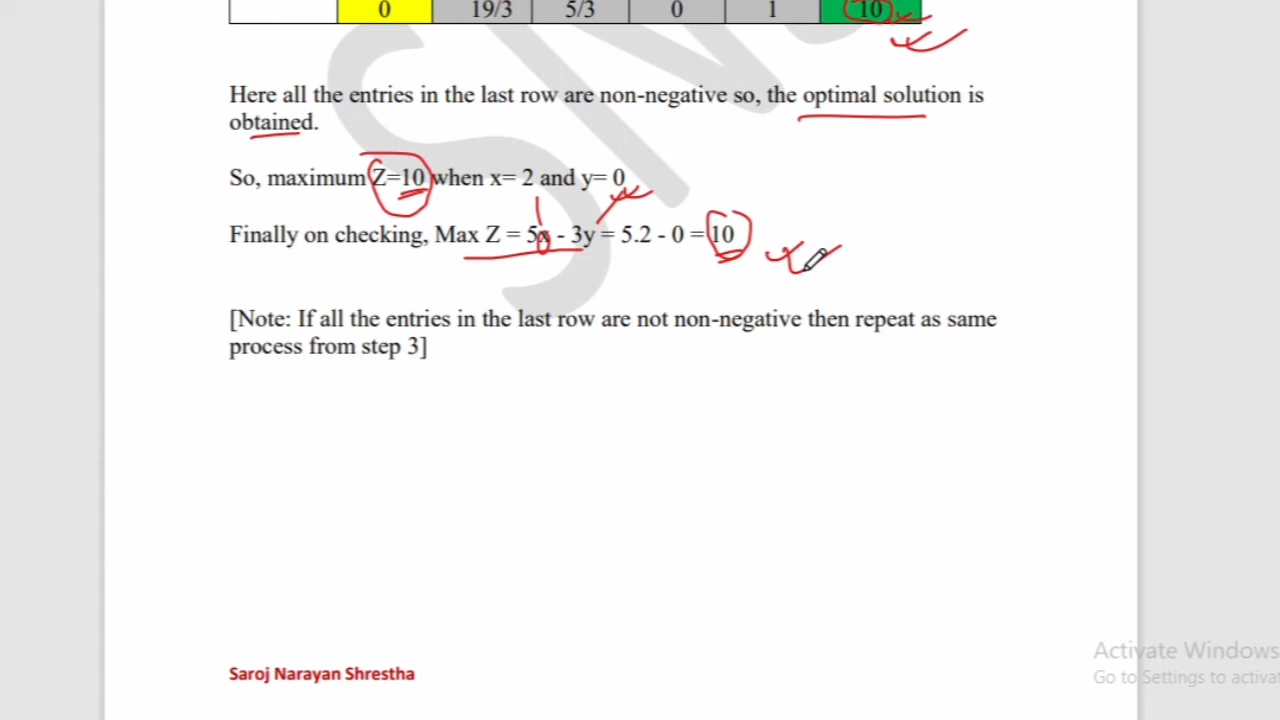 0 19/3 5/3 0 1 10
Here all the entries in the last row are non-negative so, the optimal solution is
obtained.
So, maximum Z=10 when x= 2 and y= 0
Finally on checking, Max Z = 5x - 3y = 5.2 - 0 = 10
[Note: If all the entries in the last row are not non-negative then repeat as same
process from step 3]
Saroj Narayan Shrestha
Activate Windows
Go to Settings to activa